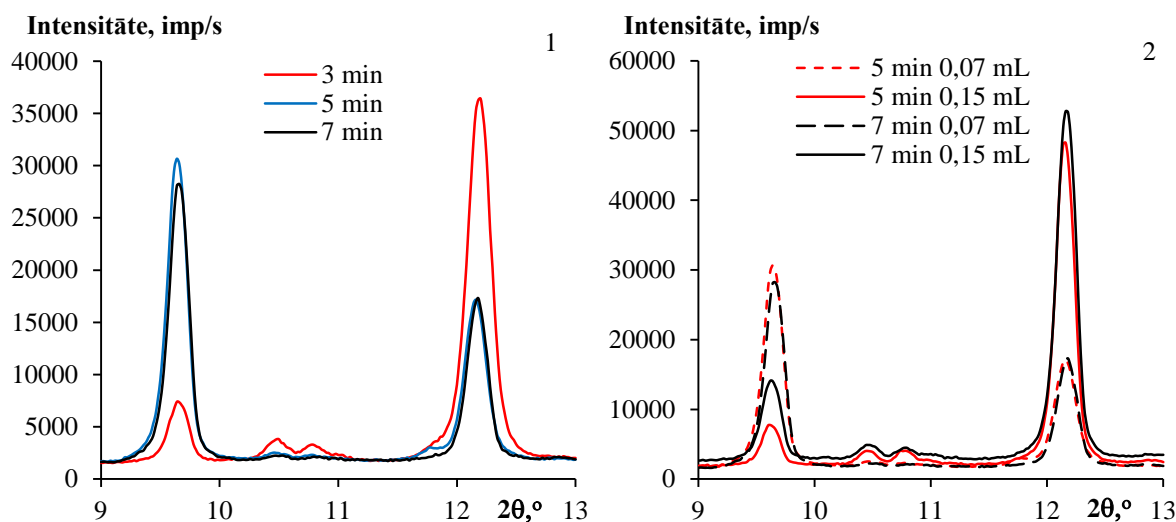 Intensitāte, imp/s
1
3 min
5 min
7 min
40000
35000
30000
25000
20000
15000
10000
5000
0
9
10
11
12
2θ,º
13
Intensitāte, imp/s
2
5 min 0,07 mL
5 min 0,15 mL
7 min 0,07 mL
7 min 0,15 mL
60000
50000
40000
30000
20000
10000
0
9
10
11
12
2θ,º
13